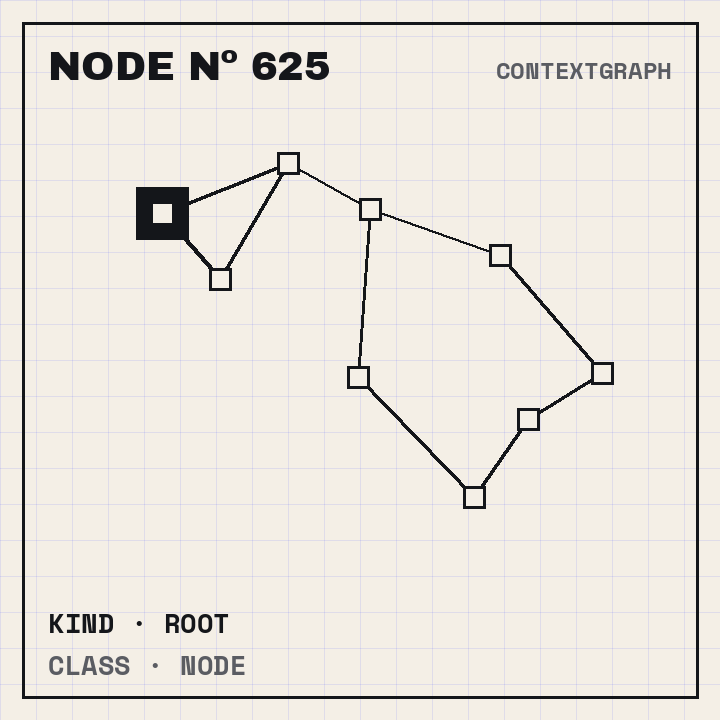 NODE Nº 625
CONTEXTGRAPH
KIND · ROOT
CLASS · NODE